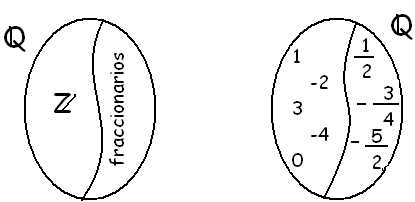 ℚ
ℤ
fraccionarios
ℚ
1
-2
3
-4
0
1/2
-3/4
-5/2